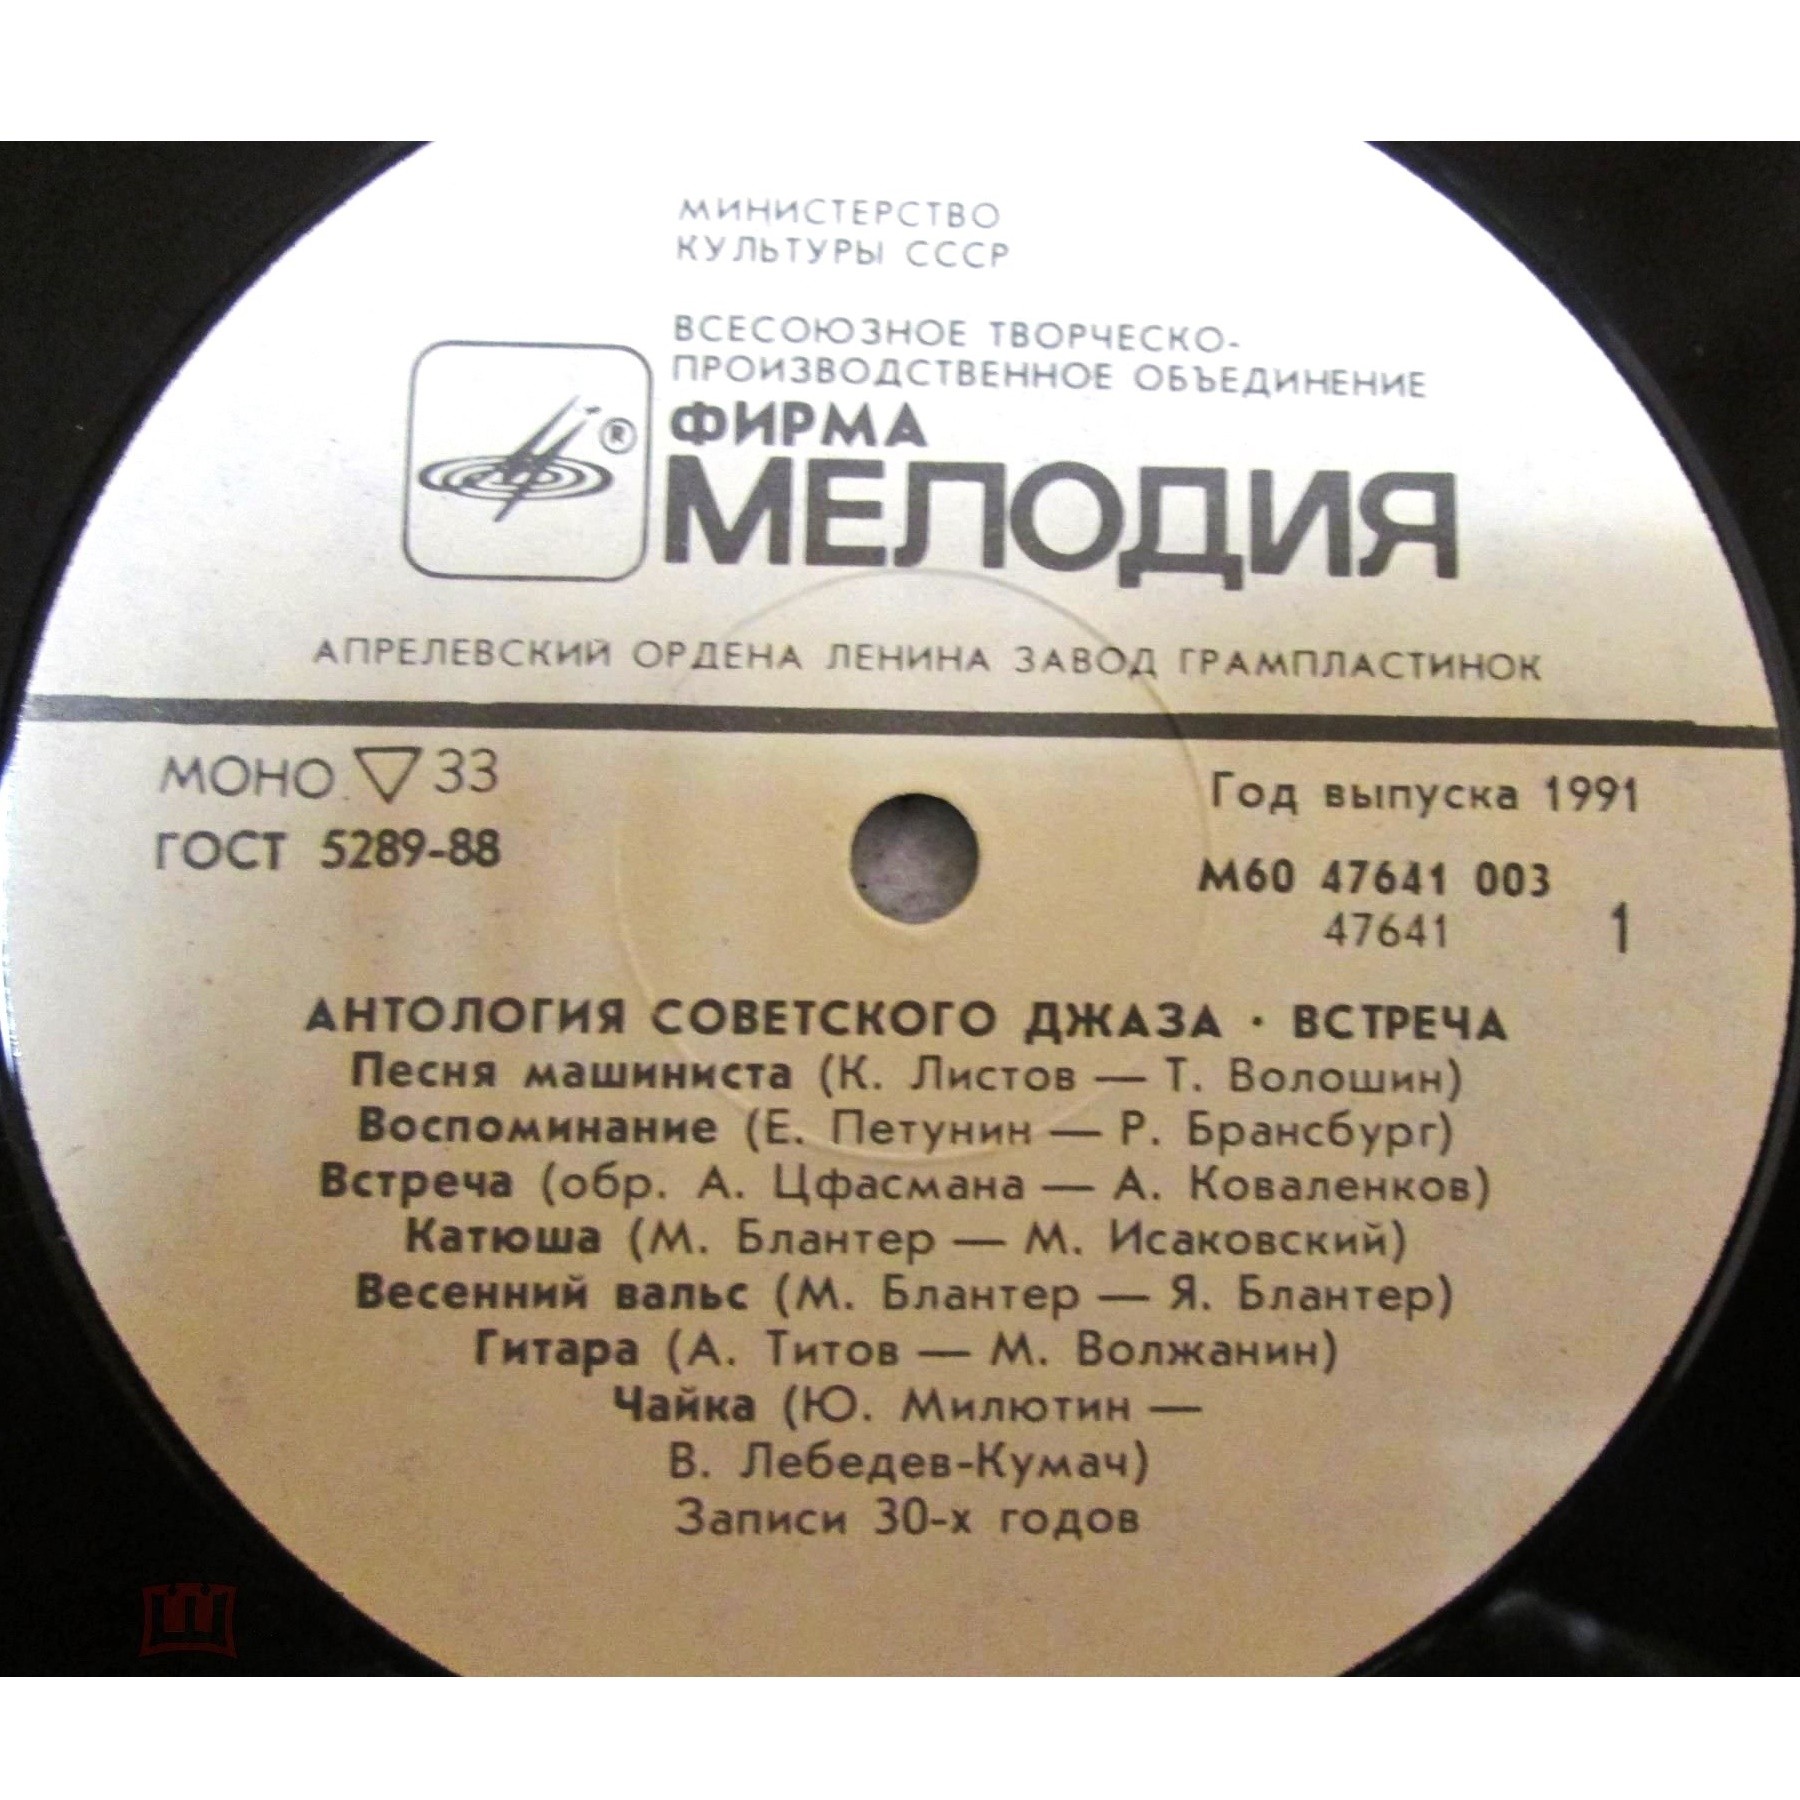 МИНИСТЕРСТВО
КУЛЬТУРЫ СССР
ВСЕСОЮЗНОЕ ТВОРЧЕСКО-
ПРОИЗВОДСТВЕННОЕ ОБЪЕДИНЕНИЕ
ФИРМА
МЕЛОДИЯ
®
АПРЕЛЕВСКИЙ ОРДЕНА ЛЕНИНА ЗАВОД ГРАМПЛАСТИНОК
МОНО ▽ 33
ГОСТ 5289-88
Год выпуска 1991
М60 47641 003
47641
1
АНТОЛОГИЯ СОВЕТСКОГО ДЖАЗА · ВСТРЕЧА
Песня машиниста (К. Листов — Т. Волошин)
Воспоминание (Е. Петунин — Р. Брансбург)
Встреча (обр. А. Цфасмана — А. Коваленков)
Катюша (М. Блантер — М. Исаковский)
Весенний вальс (М. Блантер — Я. Блантер)
Гитара (А. Титов — М. Волжанин)
Чайка (Ю. Милютин —
В. Лебедев-Кумач)
Записи 30-х годов